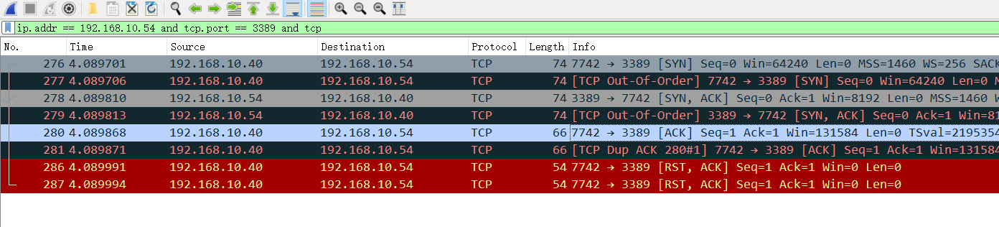 ip.addr == 192.168.10.54 and tcp.port == 3389 and tcp
No. Time Source Destination Protocol Length Info
276 4.089701 192.168.10.40 192.168.10.54 TCP 74 7742 → 3389 [SYN] Seq=0 Win=64240 Len=0 MSS=1460 WS=256 SACK
277 4.089706 192.168.10.40 192.168.10.54 TCP 74 [TCP Out-Of-Order] 7742 → 3389 [SYN] Seq=0 Win=64240 Len=0 M
278 4.089810 192.168.10.54 192.168.10.40 TCP 74 3389 → 7742 [SYN, ACK] Seq=0 Ack=1 Win=8192 Len=0 MSS=1460 W
279 4.089813 192.168.10.54 192.168.10.40 TCP 74 [TCP Out-Of-Order] 3389 → 7742 [SYN, ACK] Seq=0 Ack=1 Win=81
280 4.089868 192.168.10.40 192.168.10.54 TCP 66 7742 → 3389 [ACK] Seq=1 Ack=1 Win=131584 Len=0 TSval=2195354
281 4.089871 192.168.10.40 192.168.10.54 TCP 66 [TCP Dup ACK 280#1] 7742 → 3389 [ACK] Seq=1 Ack=1 Win=131584
286 4.089991 192.168.10.40 192.168.10.54 TCP 54 7742 → 3389 [RST, ACK] Seq=1 Ack=1 Win=0 Len=0
287 4.089994 192.168.10.40 192.168.10.54 TCP 54 7742 → 3389 [RST, ACK] Seq=1 Ack=1 Win=0 Len=0